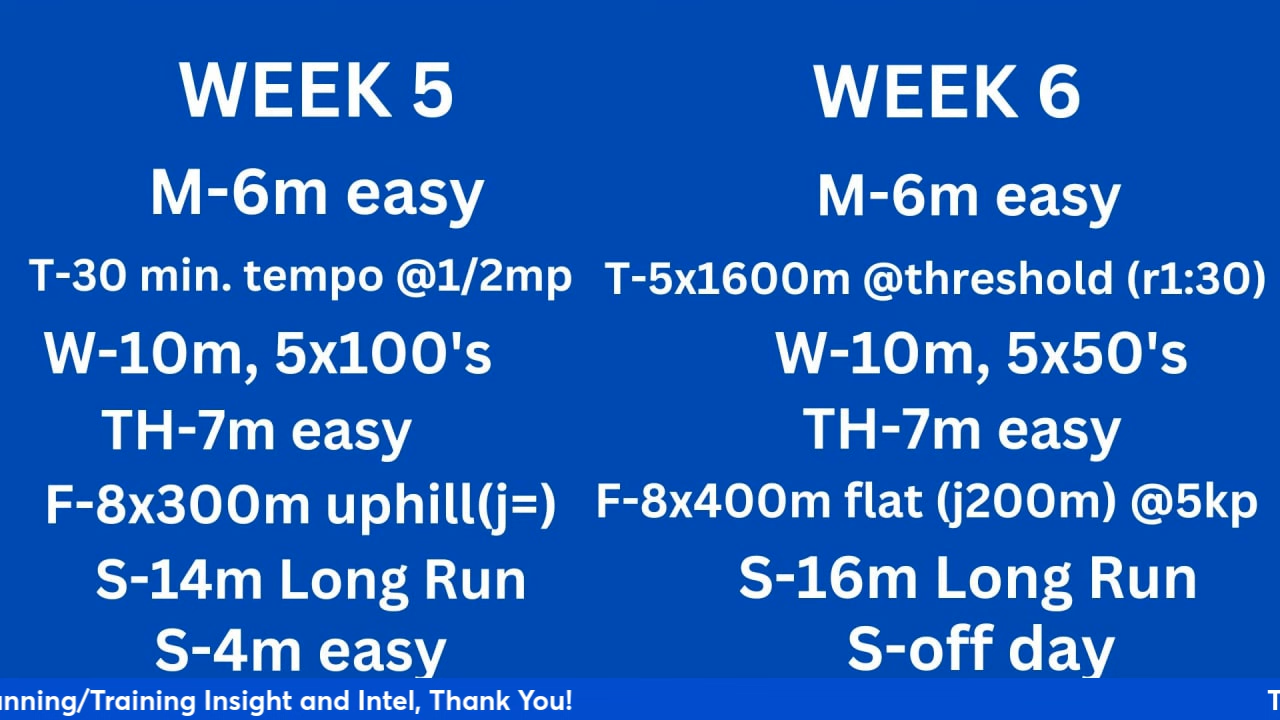 WEEK 5
M-6m easy
T-30 min. tempo @1/2mp
W-10m, 5x100's
TH-7m easy
F-8x300m uphill(j=)
S-14m Long Run
S-4m easy
WEEK 6
M-6m easy
T-5x1600m @threshold (r1:30)
W-10m, 5x50's
TH-7m easy
F-8x400m flat (j200m) @5kp
S-16m Long Run
S-off day
/Training Insight and Intel, Thank You!